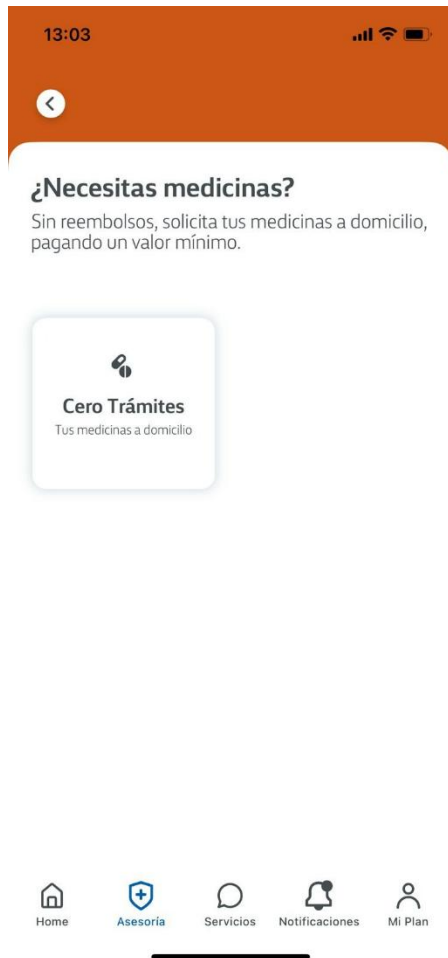 13:03
¿Necesitas medicinas?
Sin reembolsos, solicita tus medicinas a domicilio,
pagando un valor mínimo.
Cero Trámites
Tus medicinas a domicilio
Home
Asesoría
Servicios
Notificaciones
Mi Plan